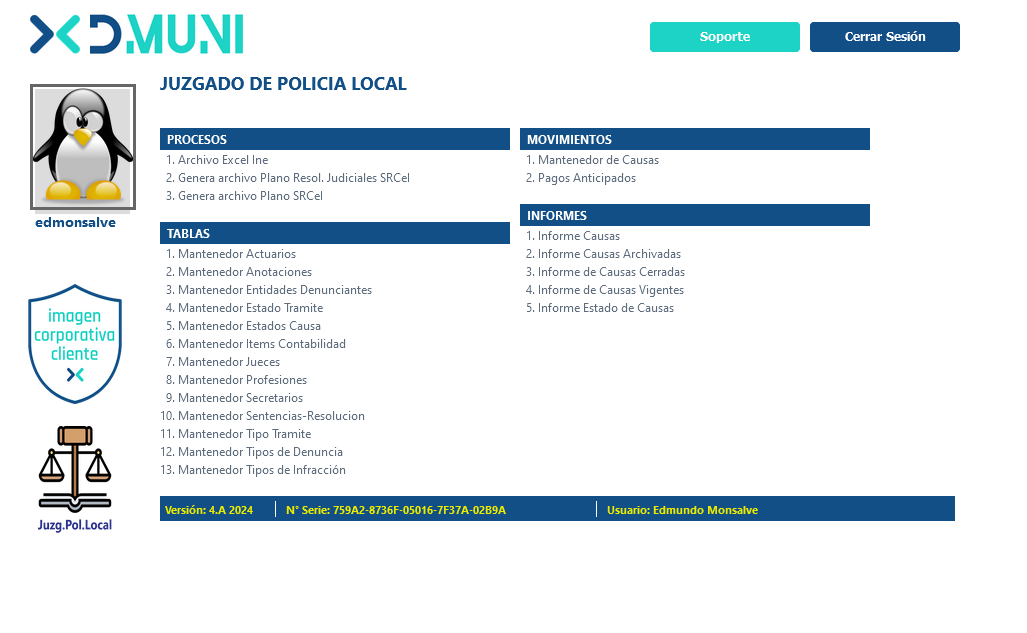 DMUNI
Soporte
Cerrar Sesión
JUZGADO DE POLICIA LOCAL
edmonsalve
imagen
corporativa
cliente
Juzg.Pol.Local
PROCESOS
1. Archivo Excel Ine
2. Genera archivo Plano Resol. Judiciales SRCel
3. Genera archivo Plano SRCel
TABLAS
1. Mantenedor Actuarios
2. Mantenedor Anotaciones
3. Mantenedor Entidades Denunciantes
4. Mantenedor Estado Tramite
5. Mantenedor Estados Causa
6. Mantenedor Items Contabilidad
7. Mantenedor Jueces
8. Mantenedor Profesiones
9. Mantenedor Secretarios
10. Mantenedor Sentencias-Resolucion
11. Mantenedor Tipo Tramite
12. Mantenedor Tipos de Denuncia
13. Mantenedor Tipos de Infracción
MOVIMIENTOS
1. Mantenedor de Causas
2. Pagos Anticipados
INFORMES
1. Informe Causas
2. Informe Causas Archivadas
3. Informe de Causas Cerradas
4. Informe de Causas Vigentes
5. Informe Estado de Causas
Versión: 4.A 2024
N° Serie: 759A2-8736F-05016-7F37A-02B9A
Usuario: Edmundo Monsalve